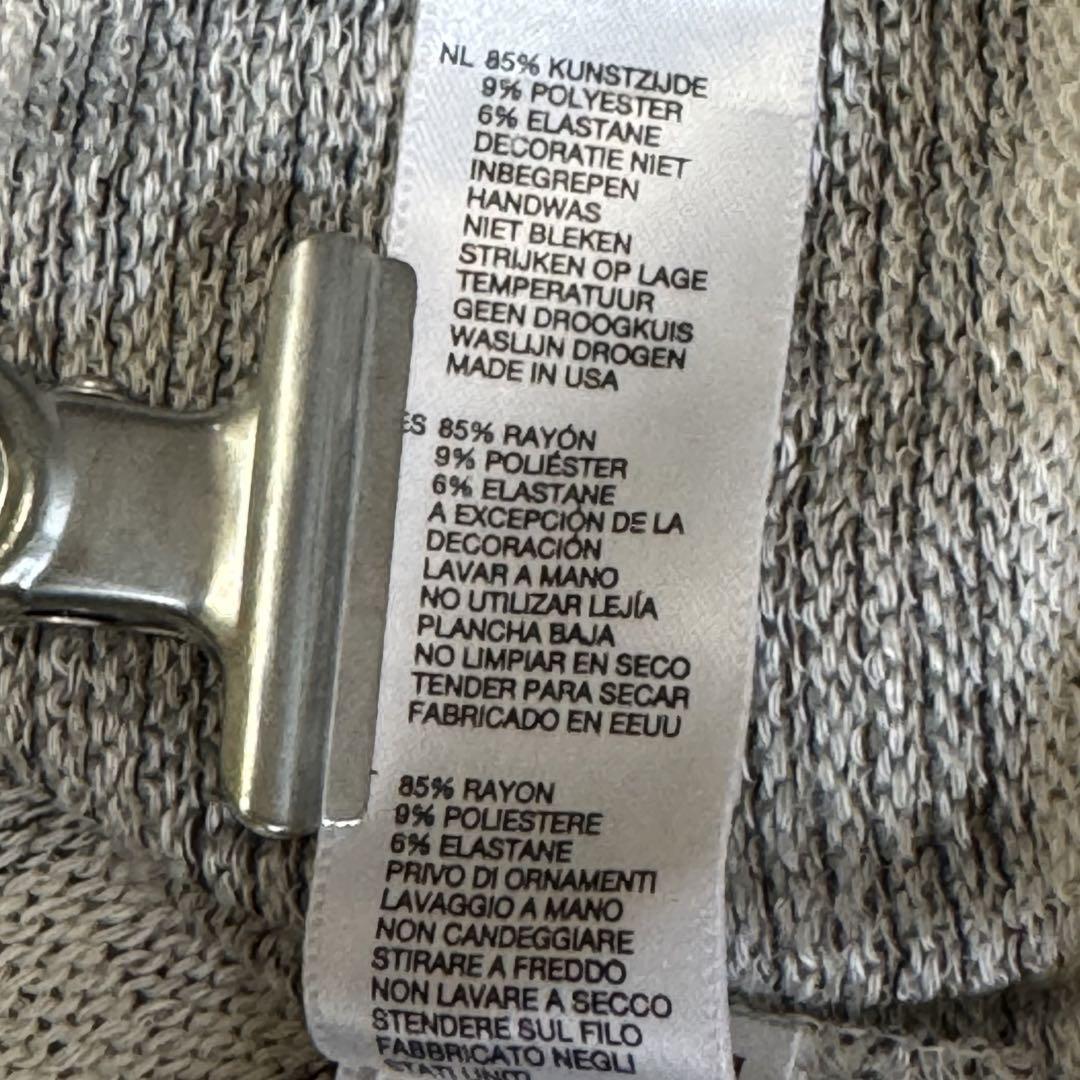 NL 85% KUNSTZIJDE
9% POLYESTER
6% ELASTANE
DECORATIE NIET
INBEGREPEN
HANDWAS
NIET BLEKEN
STRIJKEN OP LAGE
TEMPERATUUR
GEEN DROOGKUIS
WASLIJN DROGEN
MADE IN USA
ES 85% RAYÓN
9% POLIÉSTER
6% ELASTANE
A EXCEPCIÓN DE LA
DECORACIÓN
LAVAR A MANO
NO UTILIZAR LEJÍA
PLANCHA BAJA
NO LIMPIAR EN SECO
TENDER PARA SECAR
FABRICADO EN EEUU
85% RAYON
9% POLIESTERE
6% ELASTANE
PRIVO DI ORNAMENTI
LAVAGGIO A MANO
NON CANDEGGIARE
STIRARE A FREDDO
NON LAVARE A SECCO
STENDERE SUL FILO
FABBRICATO NEGLI
STATI UNITI